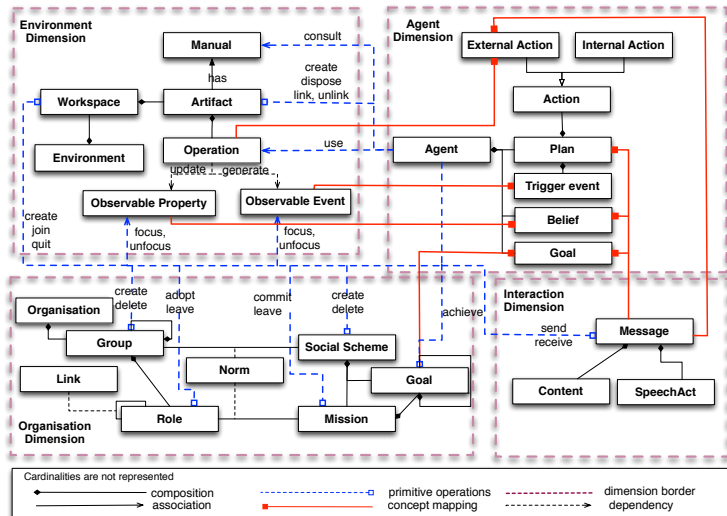 Environment
Dimension
Manual
consult
has
create
dispose
link, unlink
Workspace
Artifact
Environment
Operation
use
update
generate
Observable Property
Observable Event
create
join
quit
focus,
unfocus
focus,
unfocus
Agent
Dimension
External Action
Internal Action
Action
Agent
Plan
Trigger event
Belief
Goal
Organisation
create
delete
adopt
leave
commit
leave
create
delete
achieve
Group
Social Scheme
Link
Norm
Goal
Role
Mission
Organisation
Dimension
Interaction
Dimension
send
receive
Message
Content
SpeechAct
Cardinalities are not represented
composition
primitive operations
dimension border
association
concept mapping
dependency